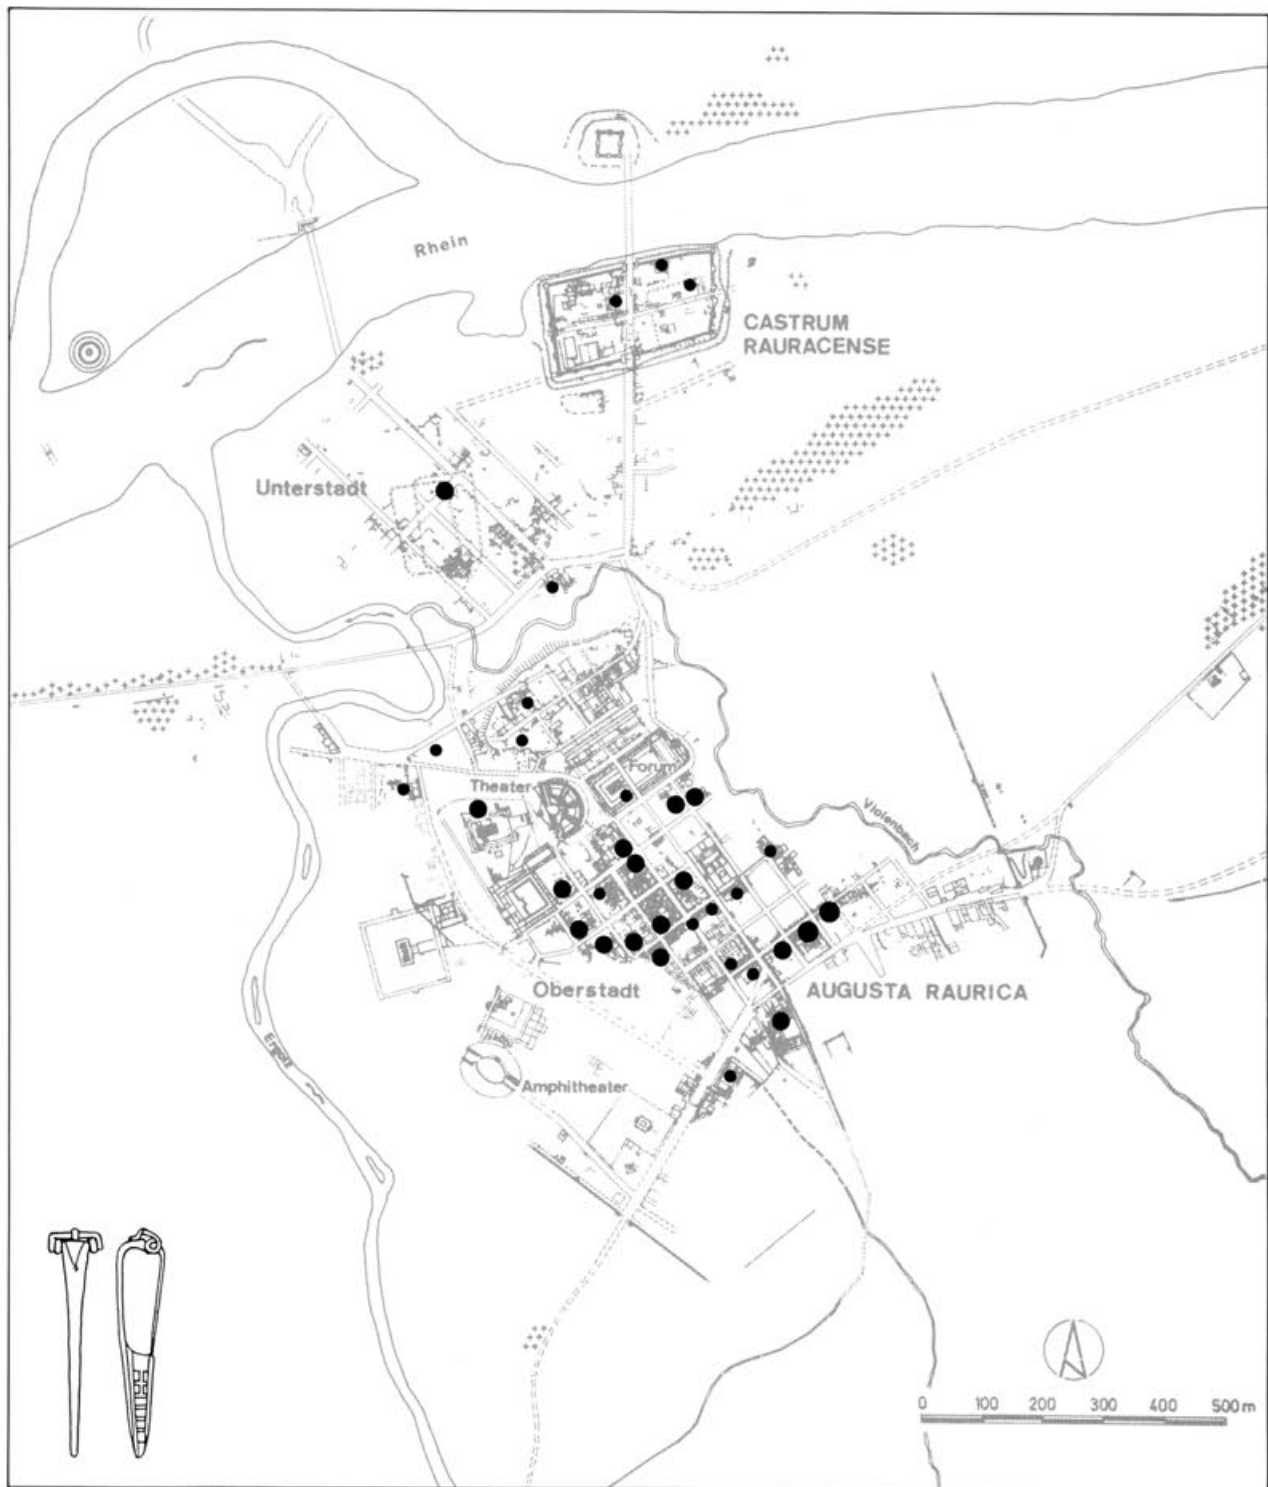 Rhein
CASTRUM
RAURACENSE
Unterstadt
Forum
Theater
Violenbach
Oberstadt
AUGUSTA RAURICA
Ergolz
Amphitheater
0 100 200 300 400 500 m